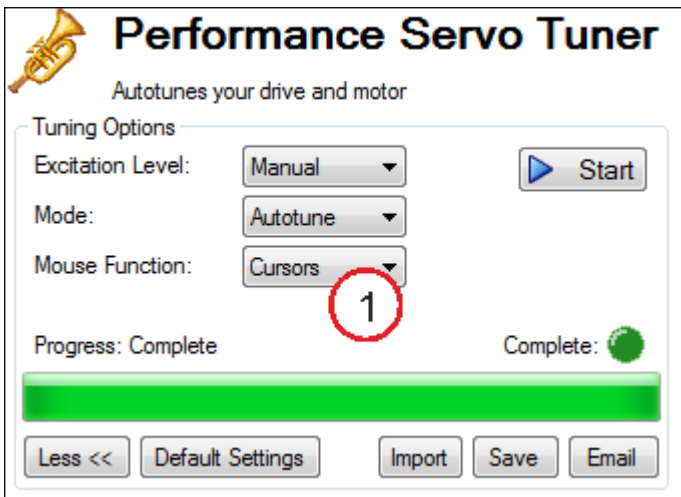 Performance Servo Tuner
Autotunes your drive and motor
Tuning Options
Excitation Level: Manual Start
Mode: Autotune
Mouse Function: Cursors
1
Progress: Complete Complete:
Less << Default Settings Import Save Email